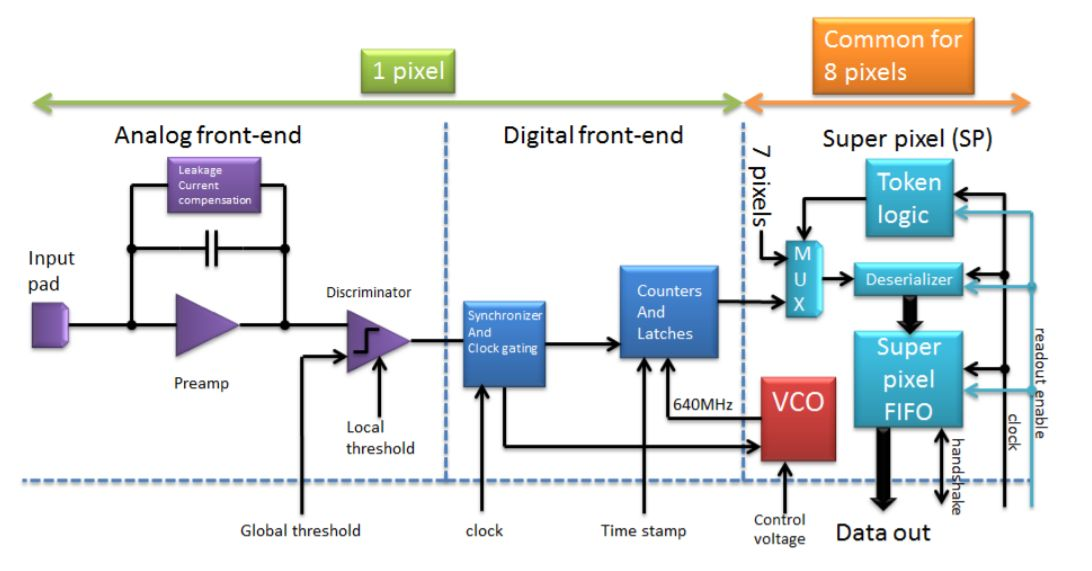 1 pixel
Common for
8 pixels
Analog front-end
Digital front-end
Super pixel (SP)
Leakage
Current
compensation
7 pixels
Token
logic
Input
pad
M
U
X
Deserializer
Discriminator
Counters
And
Latches
Synchronizer
And
Clock gating
Super
pixel
FIFO
readout enable
Preamp
640MHz
VCO
clock
Local
threshold
handshake
Global threshold
clock
Time stamp
Control
voltage
Data out